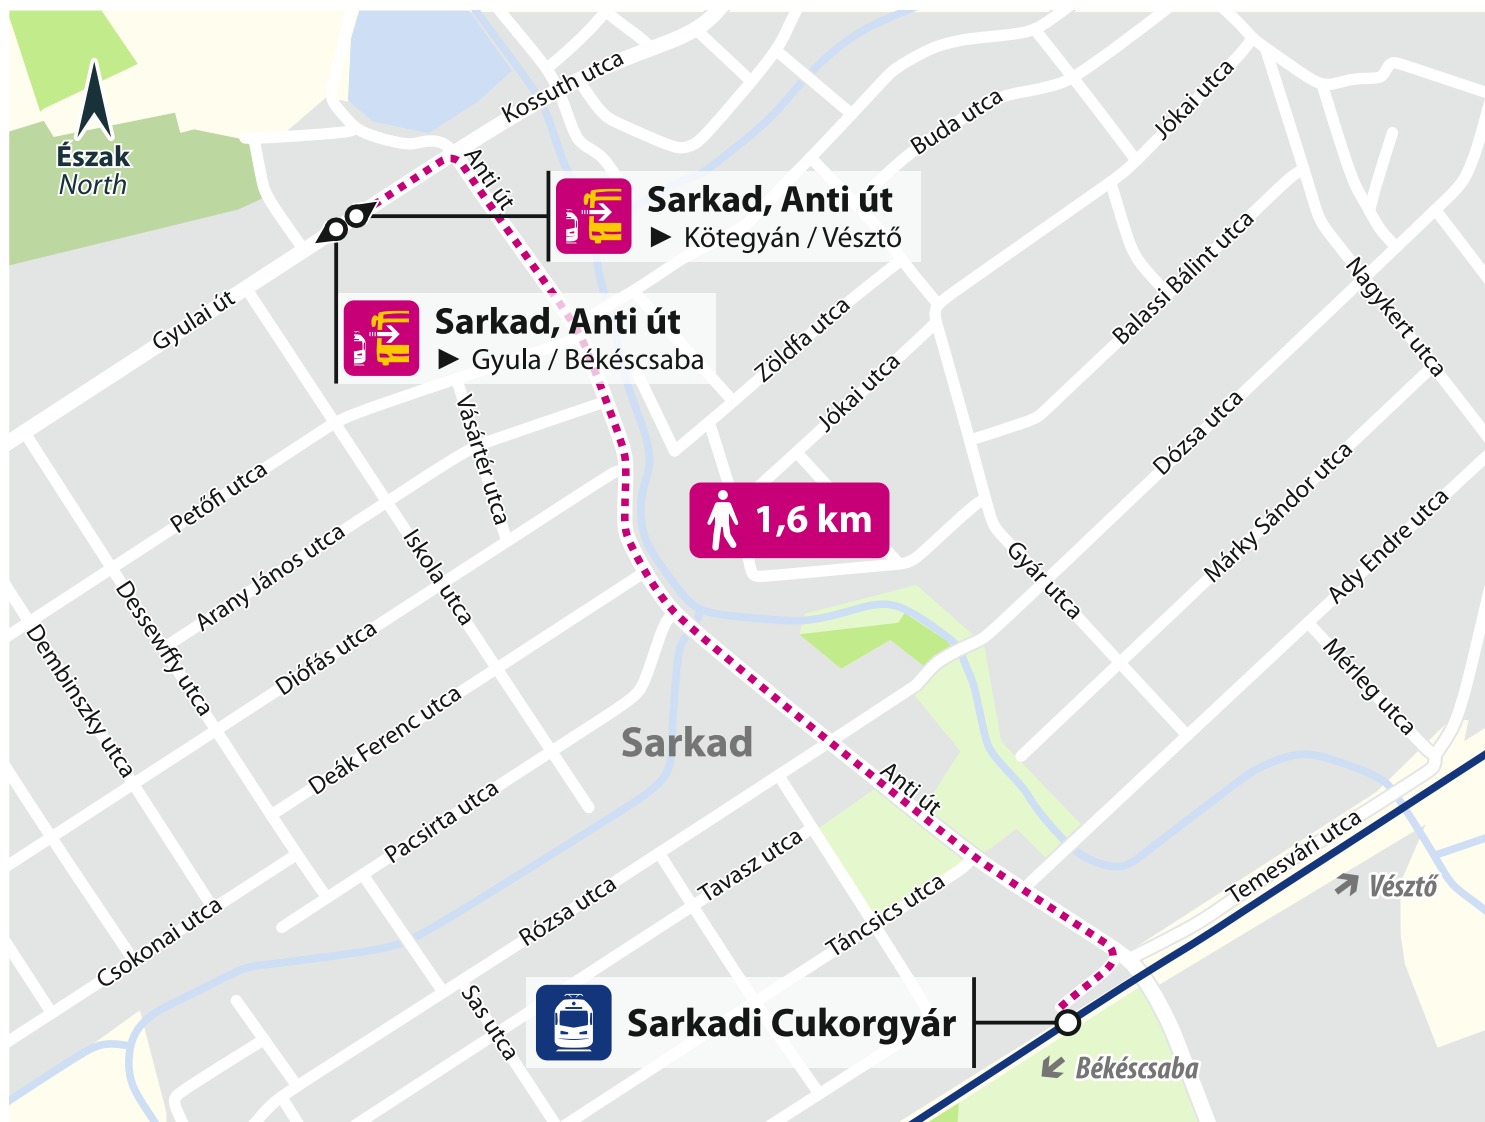 Észak
North
Kossuth utca
Buda utca
Jókai utca
Anti út
Sarkad, Anti út
► Kötegyán / Vésztő
Balassi Bálint utca
Nagykert utca
Gyulai út
Sarkad, Anti út
► Gyula / Békéscsaba
Zöldfa utca
Jókai utca
Vásártér utca
Dózsa utca
Petőfi utca
Márky Sándor utca
Ady Endre utca
1,6 km
Arany János utca
Iskola utca
Gyár utca
Dessewffy utca
Dembinszky utca
Diófás utca
Mérleg utca
Deák Ferenc utca
Sarkad
Anti út
Pacsirta utca
Tavasz utca
Temesvári utca
Rózsa utca
Táncsics utca
Vésztő
Csokonai utca
Sas utca
Sarkadi Cukorgyár
Békéscsaba